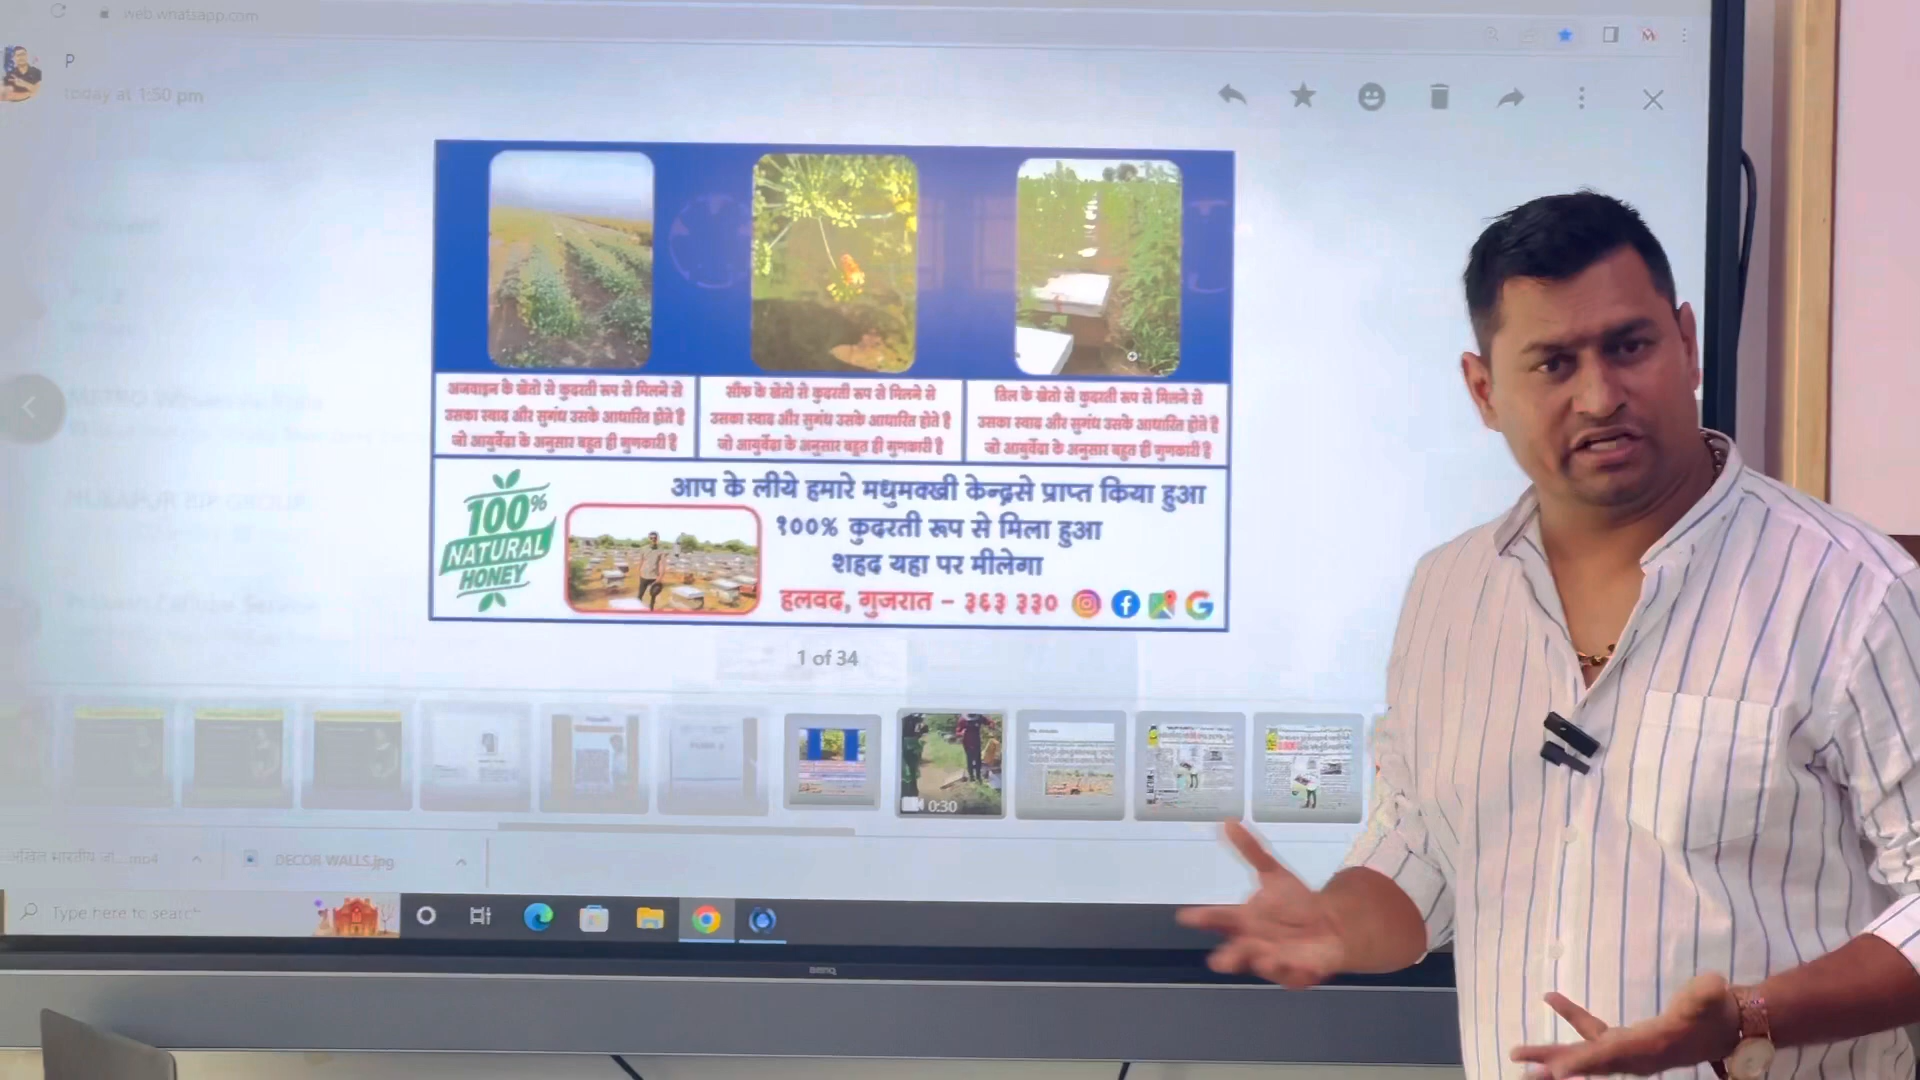 web.whatsapp.com
P
today at 1:50 pm
अजवाइन के खेतो से कुदरती रूप से मिलने से
उसका स्वाद और सुगंध उसके आधारित होते है
जो आयुर्वेदा के अनुसार बहुत ही गुणकारी है
सौंफ के खेतो से कुदरती रूप से मिलने से
उसका स्वाद और सुगंध उसके आधारित होते है
जो आयुर्वेदा के अनुसार बहुत ही गुणकारी है
तिल के खेतो से कुदरती रूप से मिलने से
उसका स्वाद और सुगंध उसके आधारित होते है
जो आयुर्वेदा के अनुसार बहुत ही गुणकारी है
100%
NATURAL
HONEY
आप के लीये हमारे मधुमक्खी केन्द्रसे प्राप्त किया हुआ
१००% कुदरती रूप से मिला हुआ
शहद यहा पर मीलेगा
हलवद, गुजरात - ३६३ ३३०
1 of 34
0:30
अखिल भारतीय जा....mp4
DECOR WALLS.jpg
Type here to search
BenQ